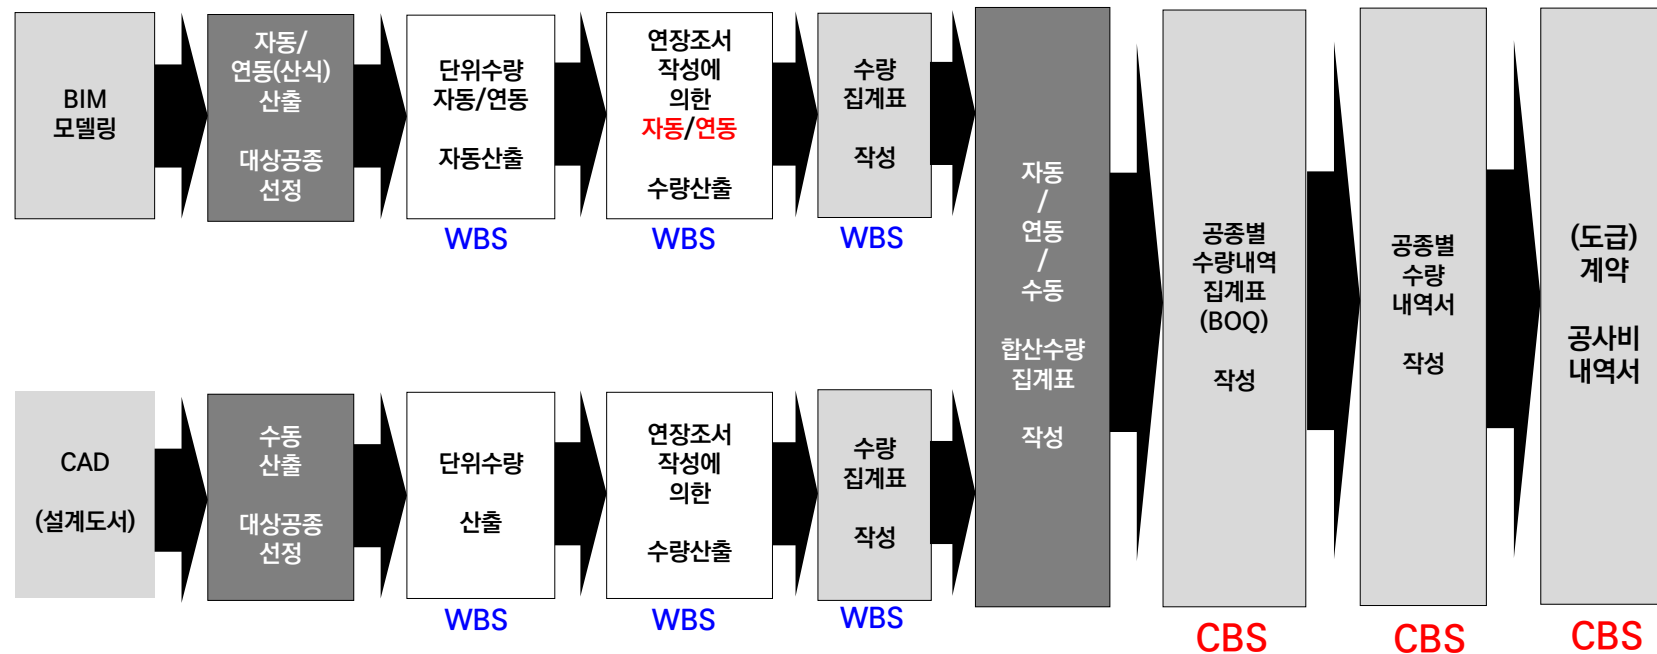 BIM
모델링
자동/
연동(산식)
산출
대상공종
선정
단위수량
자동/연동
자동산출
WBS
연장조서
작성에
의한
자동/연동
수량산출
WBS
수량
집계표
작성
WBS
CAD
(설계도서)
수동
산출
대상공종
선정
단위수량
산출
WBS
연장조서
작성에
의한
수량산출
WBS
수량
집계표
작성
WBS
자동
/
연동
/
수동
합산수량
집계표
작성
공종별
수량내역
집계표
(BOQ)
작성
CBS
공종별
수량
내역서
작성
CBS
(도급)
계약
공사비
내역서
CBS